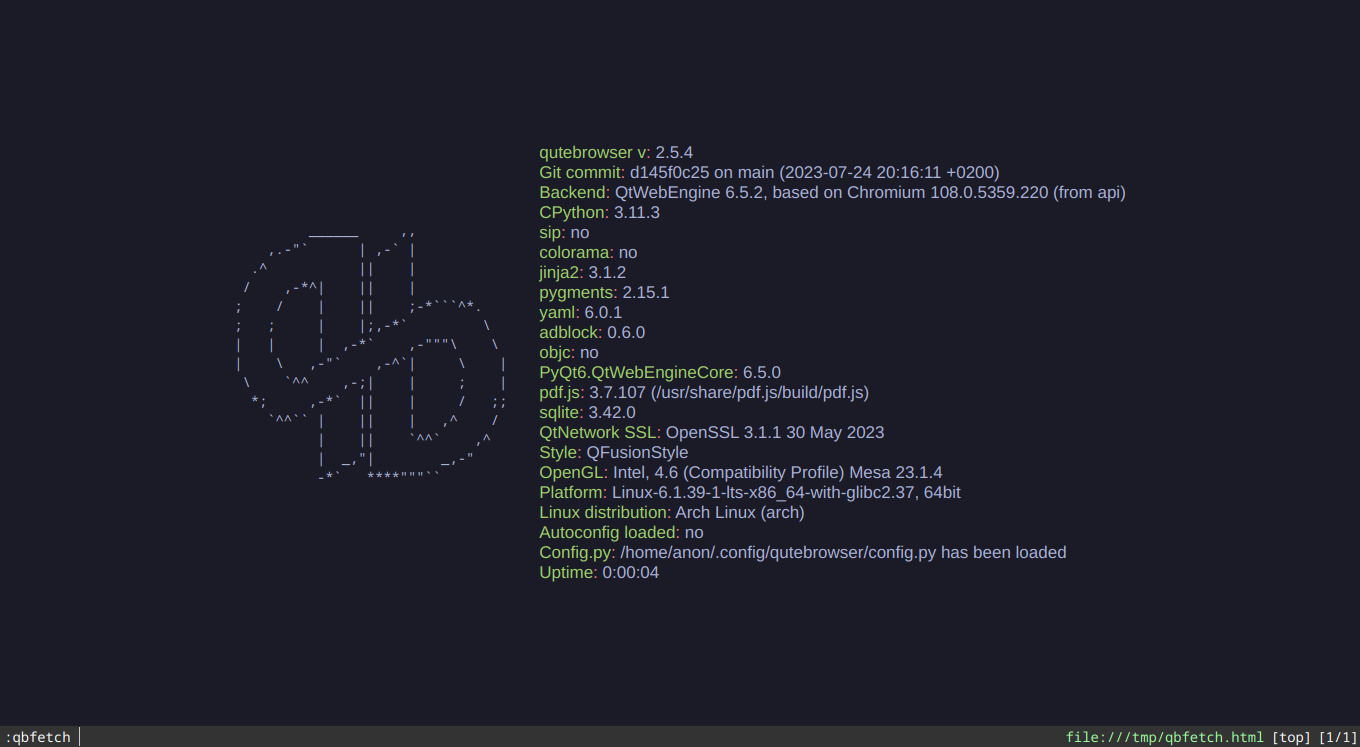 qutebrowser v: 2.5.4
Git commit: d145f0c25 on main (2023-07-24 20:16:11 +0200)
Backend: QtWebEngine 6.5.2, based on Chromium 108.0.5359.220 (from api)
CPython: 3.11.3
sip: no
colorama: no
jinja2: 3.1.2
pygments: 2.15.1
yaml: 6.0.1
adblock: 0.6.0
objc: no
PyQt6.QtWebEngineCore: 6.5.0
pdf.js: 3.7.107 (/usr/share/pdf.js/build/pdf.js)
sqlite: 3.42.0
QtNetwork SSL: OpenSSL 3.1.1 30 May 2023
Style: QFusionStyle
OpenGL: Intel, 4.6 (Compatibility Profile) Mesa 23.1.4
Platform: Linux-6.1.39-1-lts-x86_64-with-glibc2.37, 64bit
Linux distribution: Arch Linux (arch)
Autoconfig loaded: no
Config.py: /home/anon/.config/qutebrowser/config.py has been loaded
Uptime: 0:00:04
:qbfetch
file:///tmp/qbfetch.html [top] [1/1]